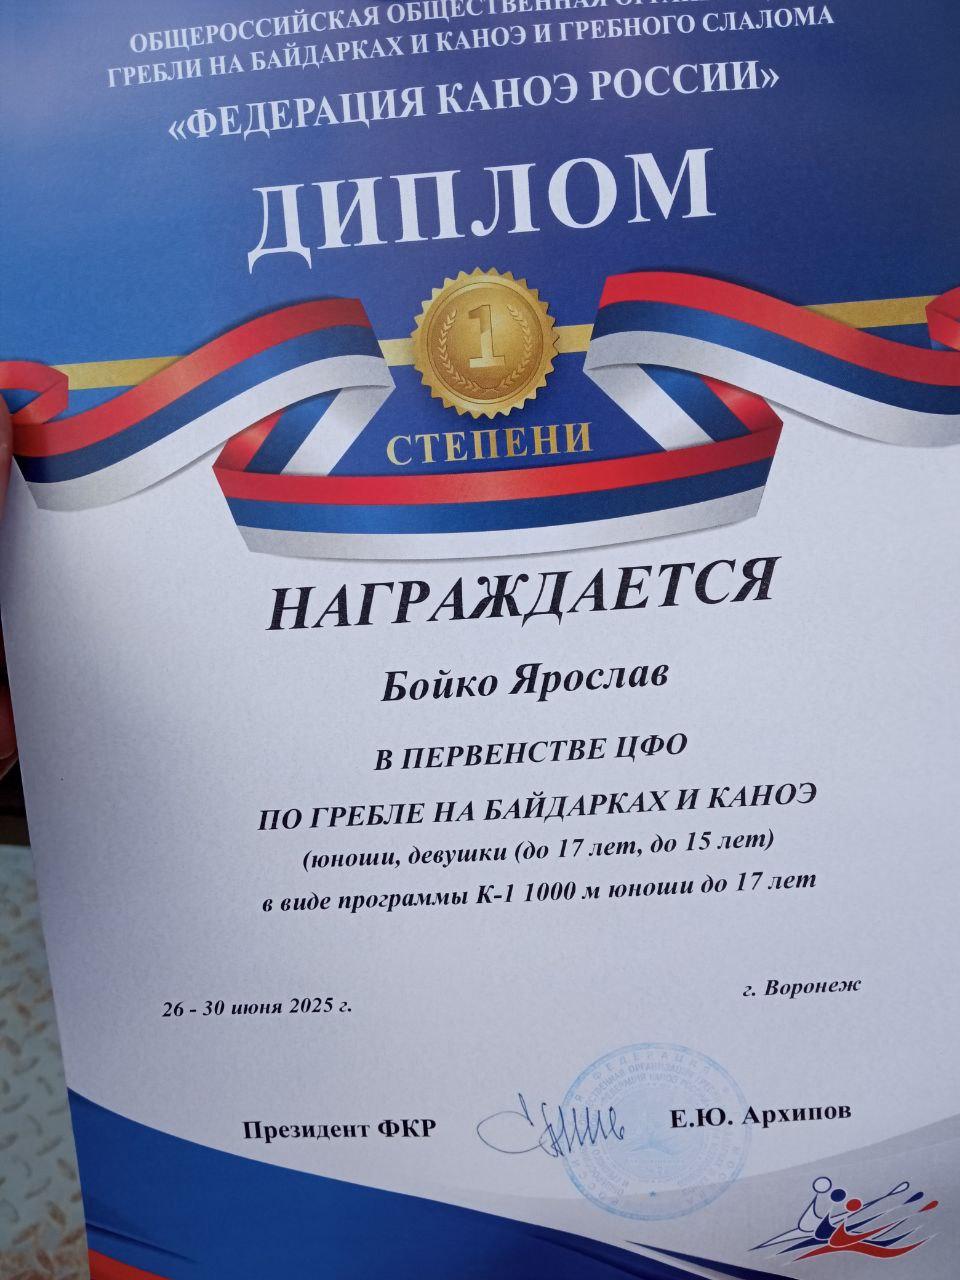 ОБЩЕРОССИЙСКАЯ ОБЩЕСТВЕННАЯ
ГРЕБЛИ НА БАЙДАРКАХ И КАНОЭ И ГРЕБНОГО СЛАЛОМА
«ФЕДЕРАЦИЯ КАНОЭ РОССИИ»
ДИПЛОМ
1
СТЕПЕНИ
НАГРАЖДАЕТСЯ
Бойко Ярослав
В ПЕРВЕНСТВЕ ЦФО
ПО ГРЕБЛЕ НА БАЙДАРКАХ И КАНОЭ
(юноши, девушки (до 17 лет, до 15 лет)
в виде программы К-1 1000 м юноши до 17 лет
26 - 30 июня 2025 г.
г. Воронеж
Президент ФКР
Е.Ю. Архипов